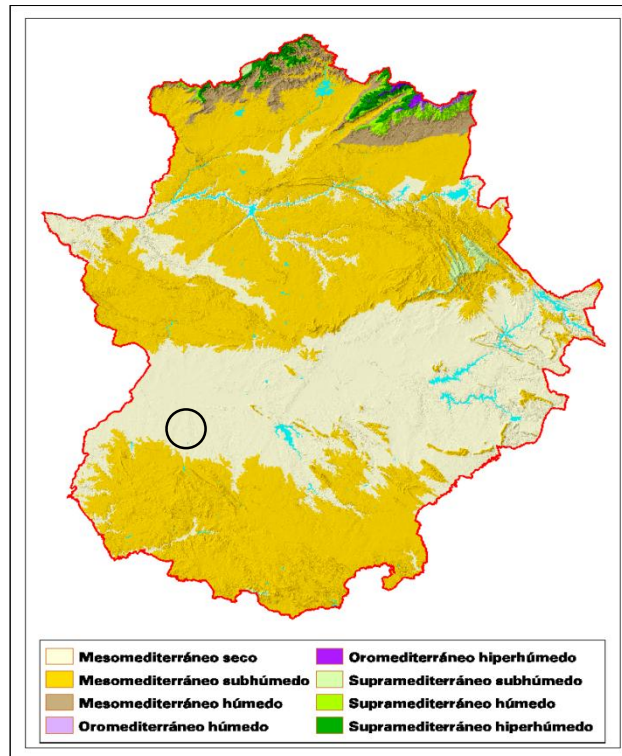 Mesomediterráneo seco
Mesomediterráneo subhúmedo
Mesomediterráneo húmedo
Oromediterráneo húmedo
Oromediterráneo hiperhúmedo
Supramediterráneo subhúmedo
Supramediterráneo húmedo
Supramediterráneo hiperhúmedo